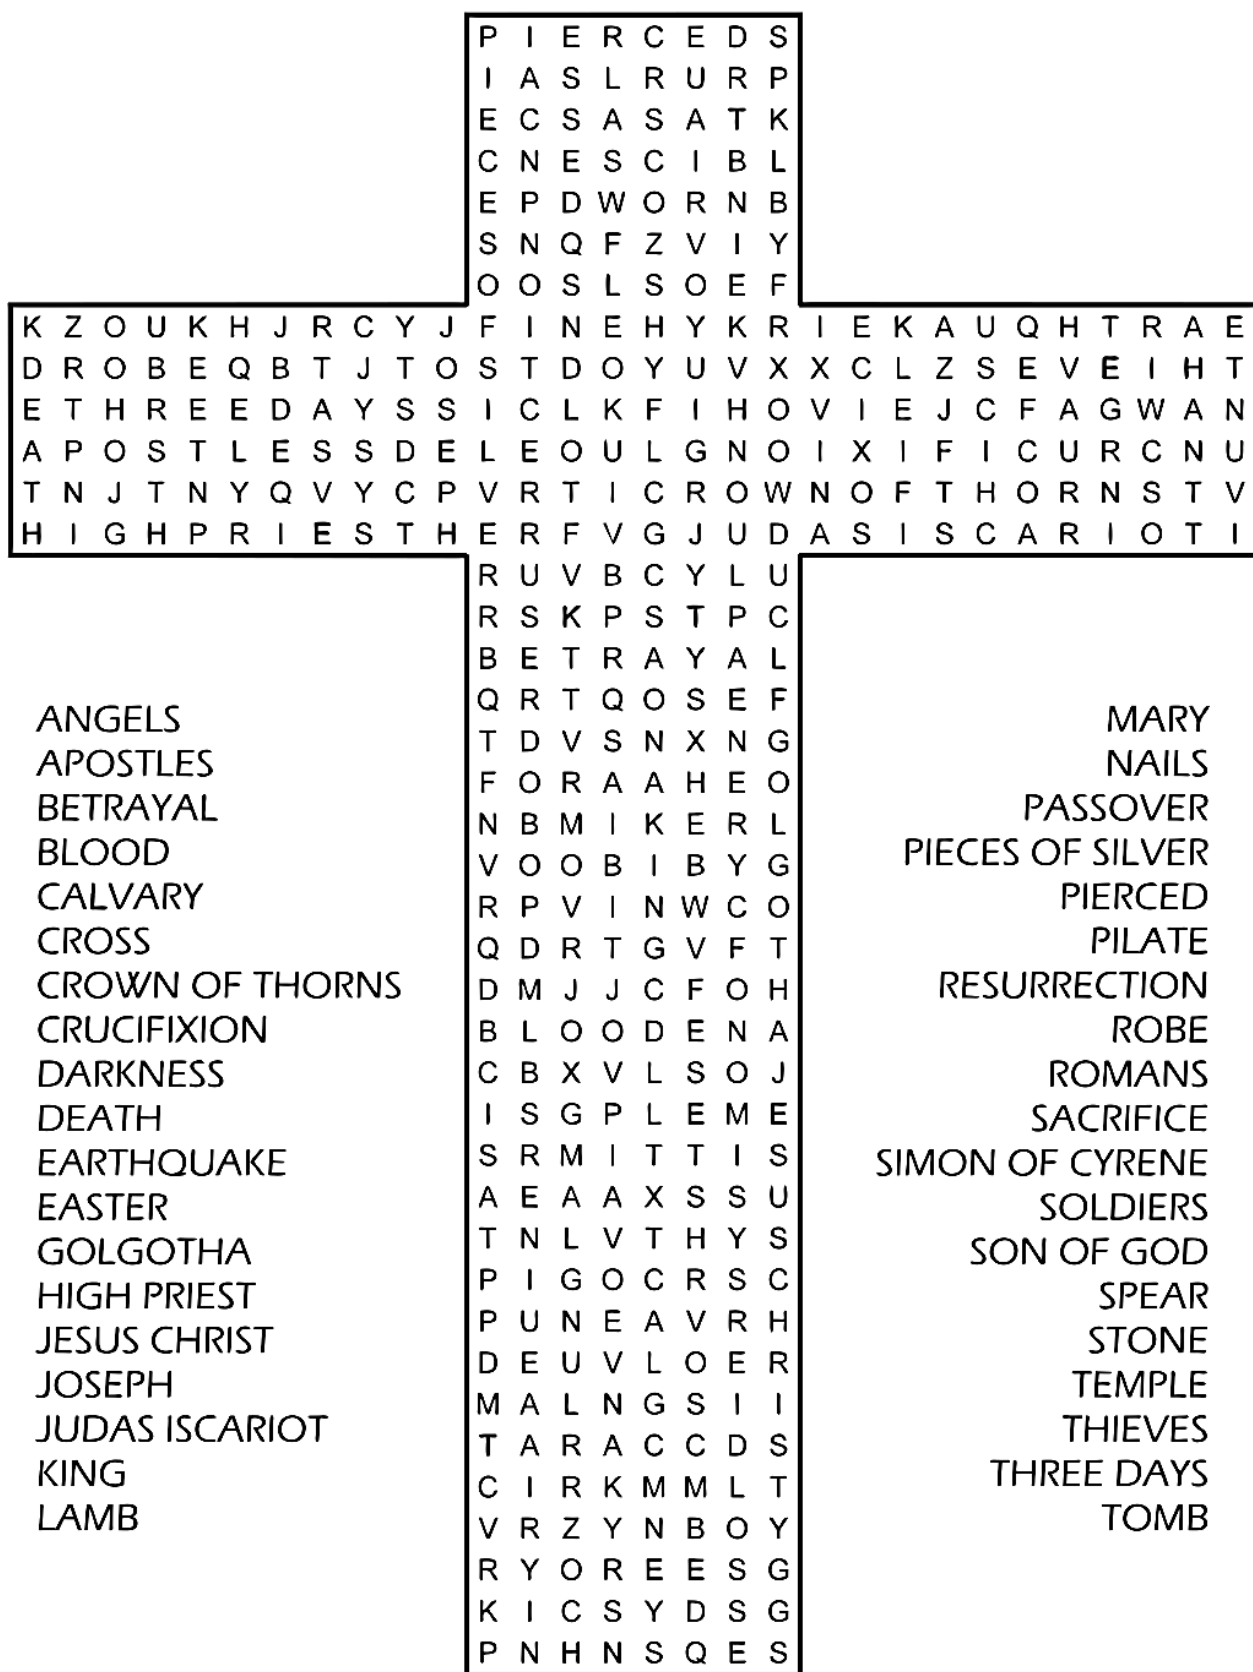 P I E R C E D S
I A S L R U R P
E C S A S A T K
C N E S C I B L
E P D W O R N B
S N Q F Z V I Y
O O S L S O E F
K Z O U K H J R C Y J F I N E H Y K R I E K A U Q H T R A E
D R O B E Q B T J T O S T D O Y U V X X C L Z S E V E I H T
E T H R E E D A Y S S I C L K F I H O V I E J C F A G W A N
A P O S T L E S S D E L E O U L G N O I X I F I C U R C N U
T N J T N Y Q V Y C P V R T I C R O W N O F T H O R N S T V
H I G H P R I E S T H E R F V G J U D A S I S C A R I O T I
R U V B C Y L U
R S K P S T P C
B E T R A Y A L
Q R T Q O S E F
T D V S N X N G
F O R A A H E O
N B M I K E R L
V O O B I B Y G
R P V I N W C O
Q D R T G V F T
D M J J C F O H
B L O O D E N A
C B X V L S O J
I S G P L E M E
S R M I T T I S
A E A A X S S U
T N L V T H Y S
P I G O C R S C
P U N E A V R H
D E U V L O E R
M A L N G S I I
T A R A C C D S
C I R K M M L T
V R Z Y N B O Y
R Y O R E E S G
K I C S Y D S G
P N H N S Q E S
ANGELS
APOSTLES
BETRAYAL
BLOOD
CALVARY
CROSS
CROWN OF THORNS
CRUCIFIXION
DARKNESS
DEATH
EARTHQUAKE
EASTER
GOLGOTHA
HIGH PRIEST
JESUS CHRIST
JOSEPH
JUDAS ISCARIOT
KING
LAMB
MARY
NAILS
PASSOVER
PIECES OF SILVER
PIERCED
PILATE
RESURRECTION
ROBE
ROMANS
SACRIFICE
SIMON OF CYRENE
SOLDIERS
SON OF GOD
SPEAR
STONE
TEMPLE
THIEVES
THREE DAYS
TOMB